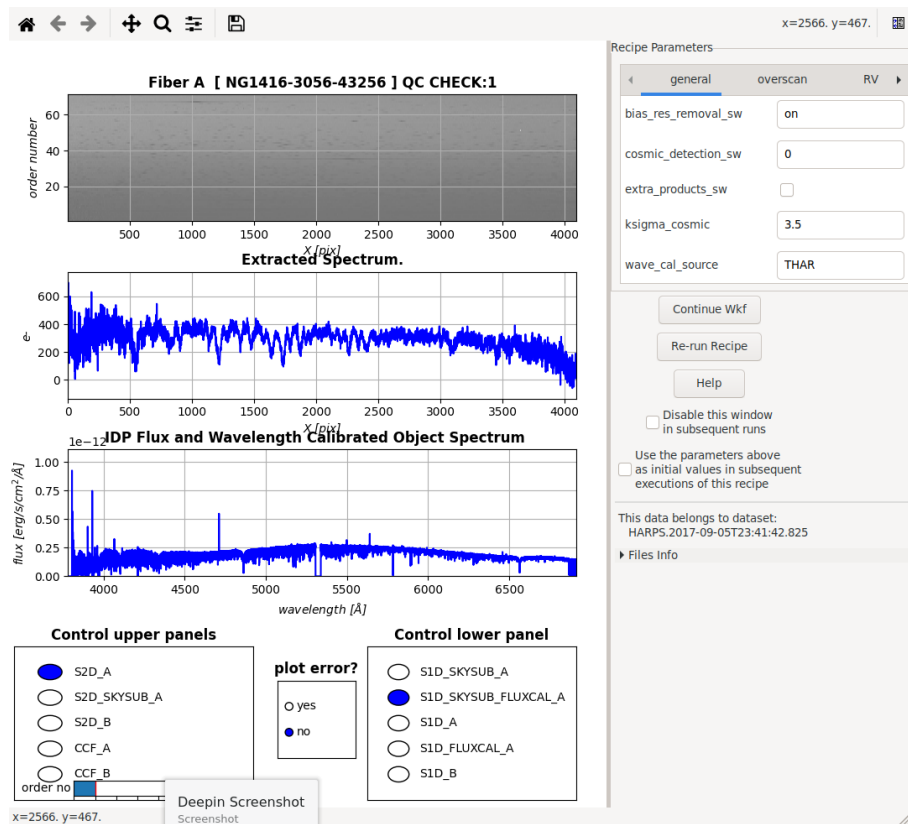 x=2566. y=467.
Recipe Parameters
general overscan RV
bias_res_removal_sw on
cosmic_detection_sw 0
extra_products_sw
ksigma_cosmic 3.5
wave_cal_source THAR
Continue Wkf
Re-run Recipe
Help
Disable this window
in subsequent runs
Use the parameters above
as initial values in subsequent
executions of this recipe
This data belongs to dataset:
HARPS.2017-09-05T23:41:42.825
Files Info
Fiber A [ NG1416-3056-43256 ] QC CHECK:1
order number
60
40
20
500 1000 1500 2000 2500 3000 3500 4000
X [pix]
Extracted Spectrum.
e-
600
400
200
0
0 500 1000 1500 2000 2500 3000 3500 4000
X [pix]
1e-12
IDP Flux and Wavelength Calibrated Object Spectrum
flux [erg/s/cm²/Å]
1.00
0.75
0.50
0.25
0.00
4000 4500 5000 5500 6000 6500
wavelength [Å]
Control upper panels
S2D_A
S2D_SKYSUB_A
S2D_B
CCF_A
CCF_B
order no
plot error?
yes
no
Control lower panel
S1D_SKYSUB_A
S1D_SKYSUB_FLUXCAL_A
S1D_A
S1D_FLUXCAL_A
S1D_B
Deepin Screenshot
Screenshot
x=2566. y=467.